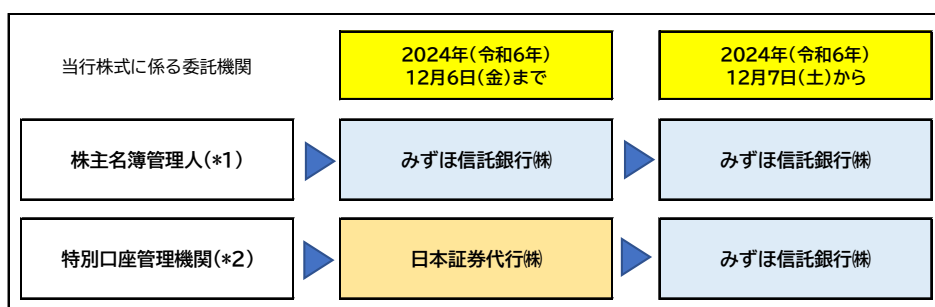 当行株式に係る委託機関
2024年(令和6年)
12月6日(金)まで
2024年(令和6年)
12月7日(土)から
株主名簿管理人(*1)
みずほ信託銀行㈱
みずほ信託銀行㈱
特別口座管理機関(*2)
日本証券代行㈱
みずほ信託銀行㈱